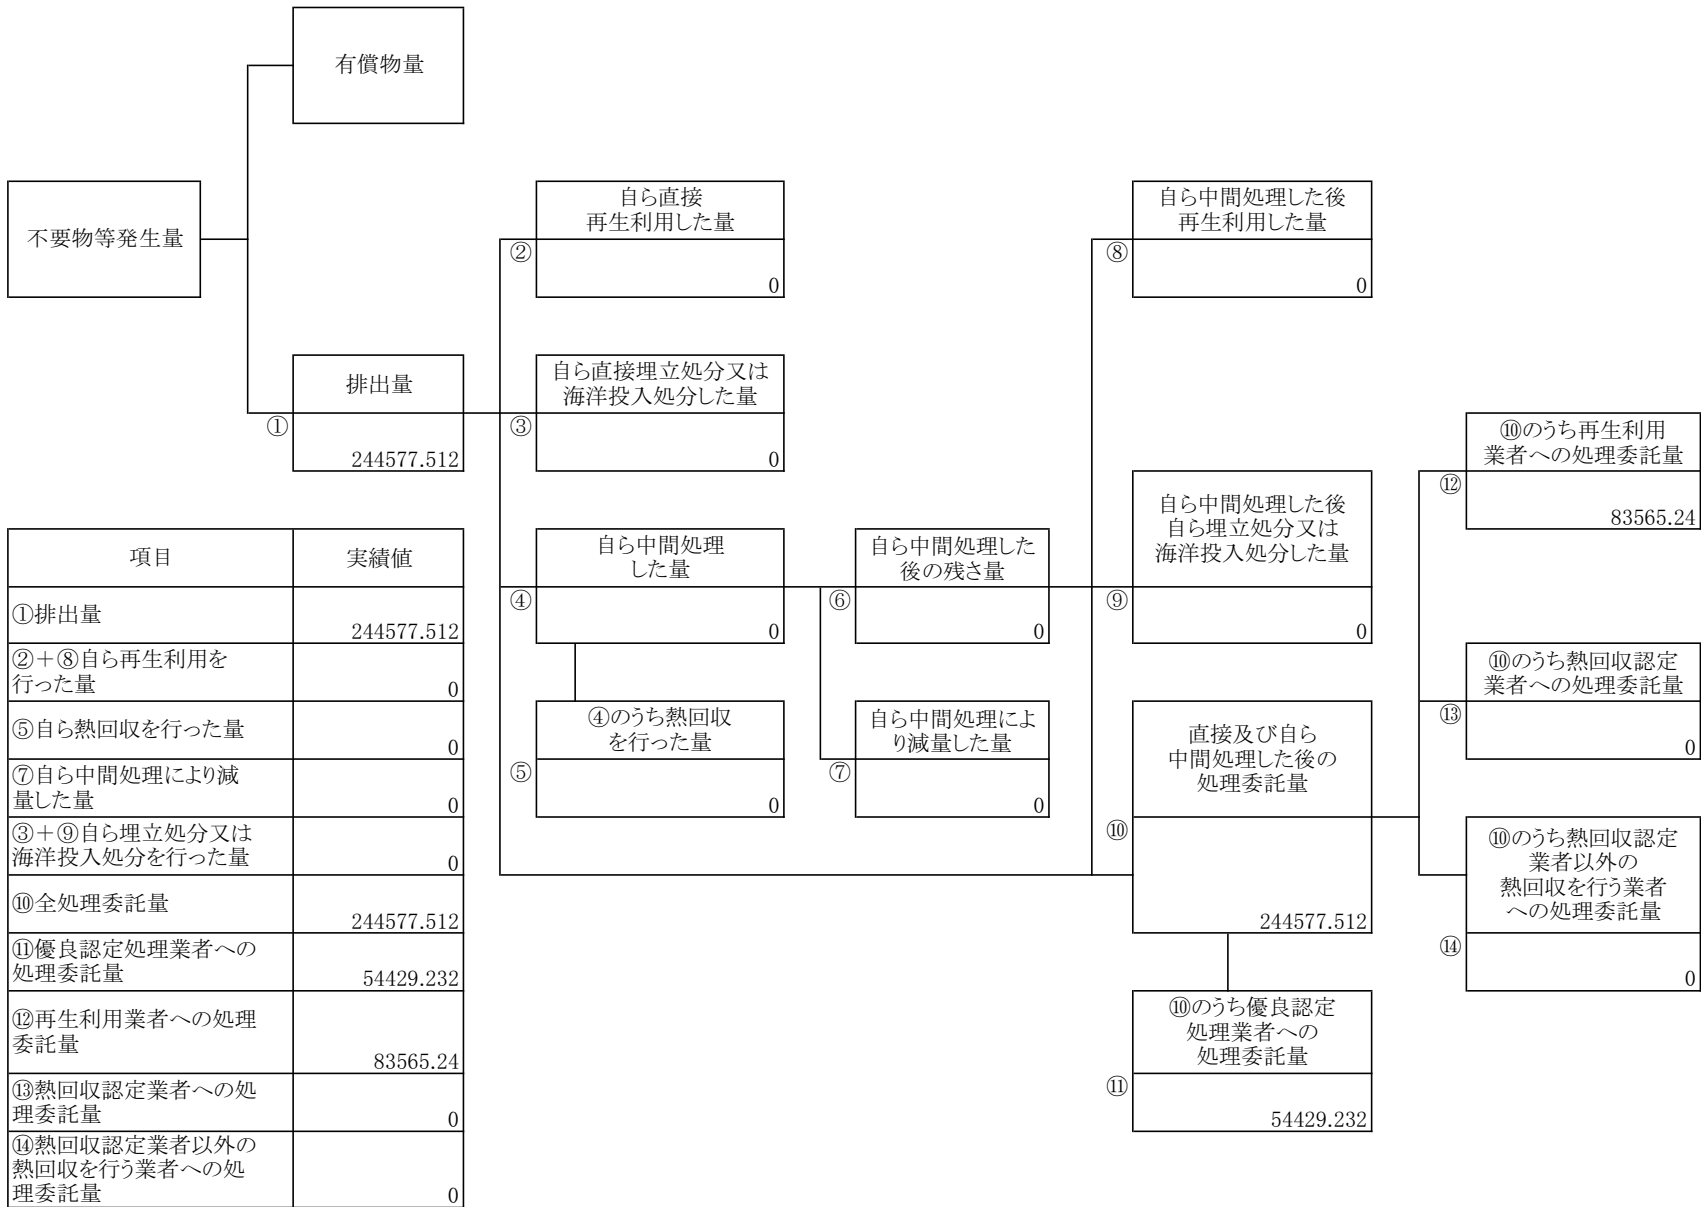 有償物量
不要物等発生量
自ら直接
再生利用した量
②
0
自ら中間処理した後
再生利用した量
⑧
0
排出量
①
244577.512
自ら直接埋立処分又は
海洋投入処分した量
③
0
⑩のうち再生利用
業者への処理委託量
⑫
83565.24
自ら中間処理
した量
④
0
自ら中間処理した
後の残さ量
⑥
0
自ら中間処理した後
自ら埋立処分又は
海洋投入処分した量
⑨
0
④のうち熱回収
を行った量
⑤
0
自ら中間処理によ
り減量した量
⑦
0
直接及び自ら
中間処理した後の
処理委託量
⑩
244577.512
⑩のうち熱回収認定
業者への処理委託量
⑬
0
⑩のうち熱回収認定
業者以外の
熱回収を行う業者
への処理委託量
⑭
0
⑩のうち優良認定
処理業者への
処理委託量
⑪
54429.232
項目 実績値
①排出量
244577.512
②＋⑧自ら再生利用を
行った量
0
⑤自ら熱回収を行った量
0
⑦自ら中間処理により減
量した量
0
③＋⑨自ら埋立処分又は
海洋投入処分を行った量
0
⑩全処理委託量
244577.512
⑪優良認定処理業者への
処理委託量
54429.232
⑫再生利用業者への処理
委託量
83565.24
⑬熱回収認定業者への処
理委託量
0
⑭熱回収認定業者以外の
熱回収を行う業者への処
理委託量
0